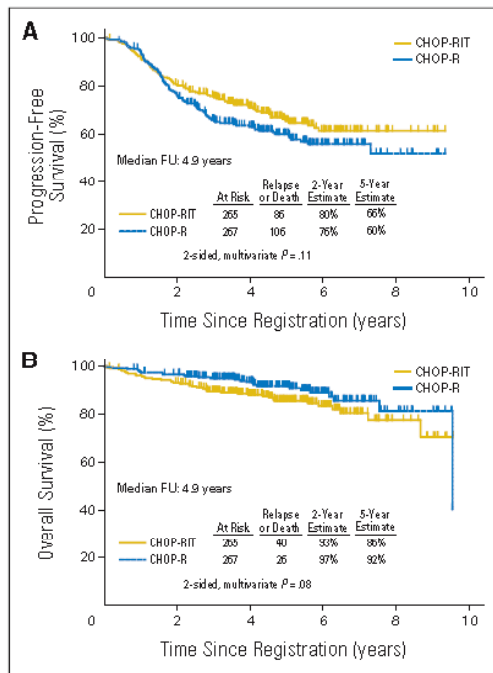 A
100
80
60
40
20
0
Progression-Free
Survival (%)
CHOP-RIT
CHOP-R
Median FU: 4.9 years
At Risk Relapse or Death 2-Year Estimate 5-Year Estimate
CHOP-RIT 265 86 80% 66%
CHOP-R 267 106 76% 60%
2-sided, multivariate P = .11
2 4 6 8 10
Time Since Registration (years)
B
100
80
60
40
20
0
Overall Survival (%)
CHOP-RIT
CHOP-R
Median FU: 4.9 years
At Risk Relapse or Death 2-Year Estimate 5-Year Estimate
CHOP-RIT 265 40 93% 86%
CHOP-R 267 26 97% 92%
2-sided, multivariate P = .08
2 4 6 8 10
Time Since Registration (years)